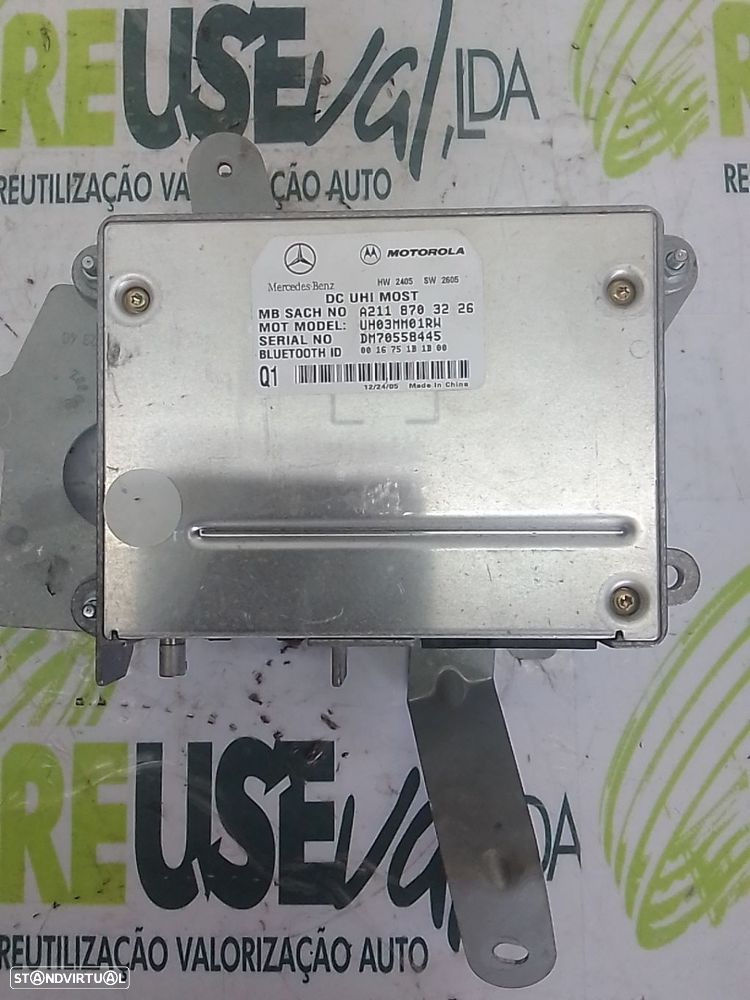 REUSEval, LDA
REUTILIZAÇÃO VALORIZAÇÃO AUTO
Mercedes-Benz
MOTOROLA
HW 2405 SW 2605
DC UHI MOST
MB SACH NO A211 870 32 26
MOT MODEL: UH03MM01RW
SERIAL NO DM70558445
BLUETOOTH ID 00 16 75 1B 1B 00
Q1
12/24/05 Made in China
REUSEval, LDA
REUTILIZAÇÃO VALORIZAÇÃO AUTO
STANDVIRTUAL